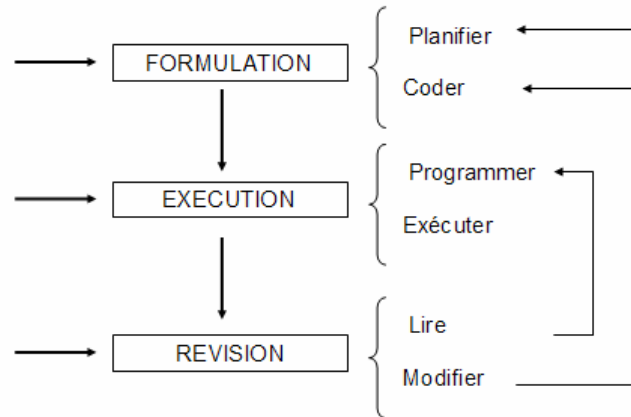 FORMULATION
Planifier
Coder
EXECUTION
Programmer
Exécuter
REVISION
Lire
Modifier